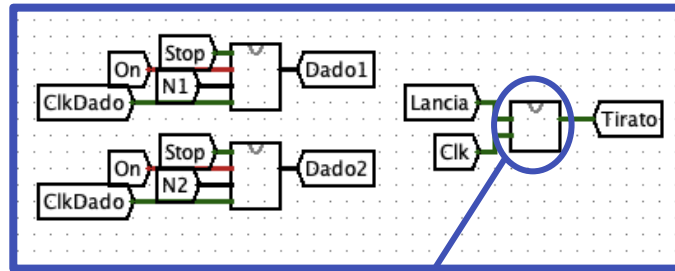 Stop
On
Dado1
N1
ClkDado
Stop
On
Dado2
N2
ClkDado
Lancia
Tirato
Clk